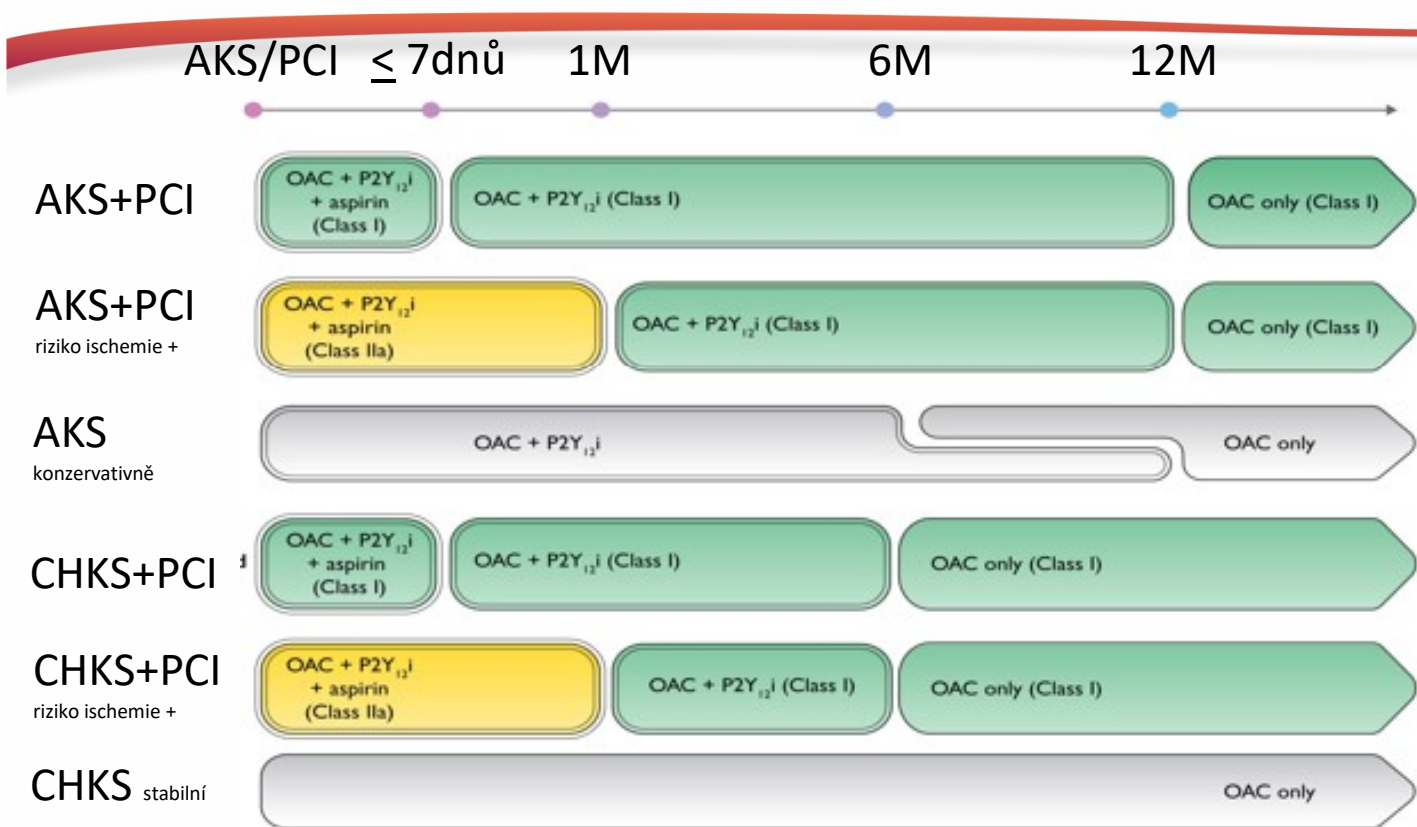 AKS/PCI ≤ 7dnů 1M 6M 12M
AKS+PCI
OAC + P2Y₁₂i
+ aspirin
(Class I)
OAC + P2Y₁₂i (Class I)
OAC only (Class I)
AKS+PCI
riziko ischemie +
OAC + P2Y₁₂i
+ aspirin
(Class IIa)
OAC + P2Y₁₂i (Class I)
OAC only (Class I)
AKS
konzervativně
OAC + P2Y₁₂i
OAC only
CHKS+PCI
d
OAC + P2Y₁₂i
+ aspirin
(Class I)
OAC + P2Y₁₂i (Class I)
OAC only (Class I)
CHKS+PCI
riziko ischemie +
OAC + P2Y₁₂i
+ aspirin
(Class IIa)
OAC + P2Y₁₂i (Class I)
OAC only (Class I)
CHKS stabilní
OAC only